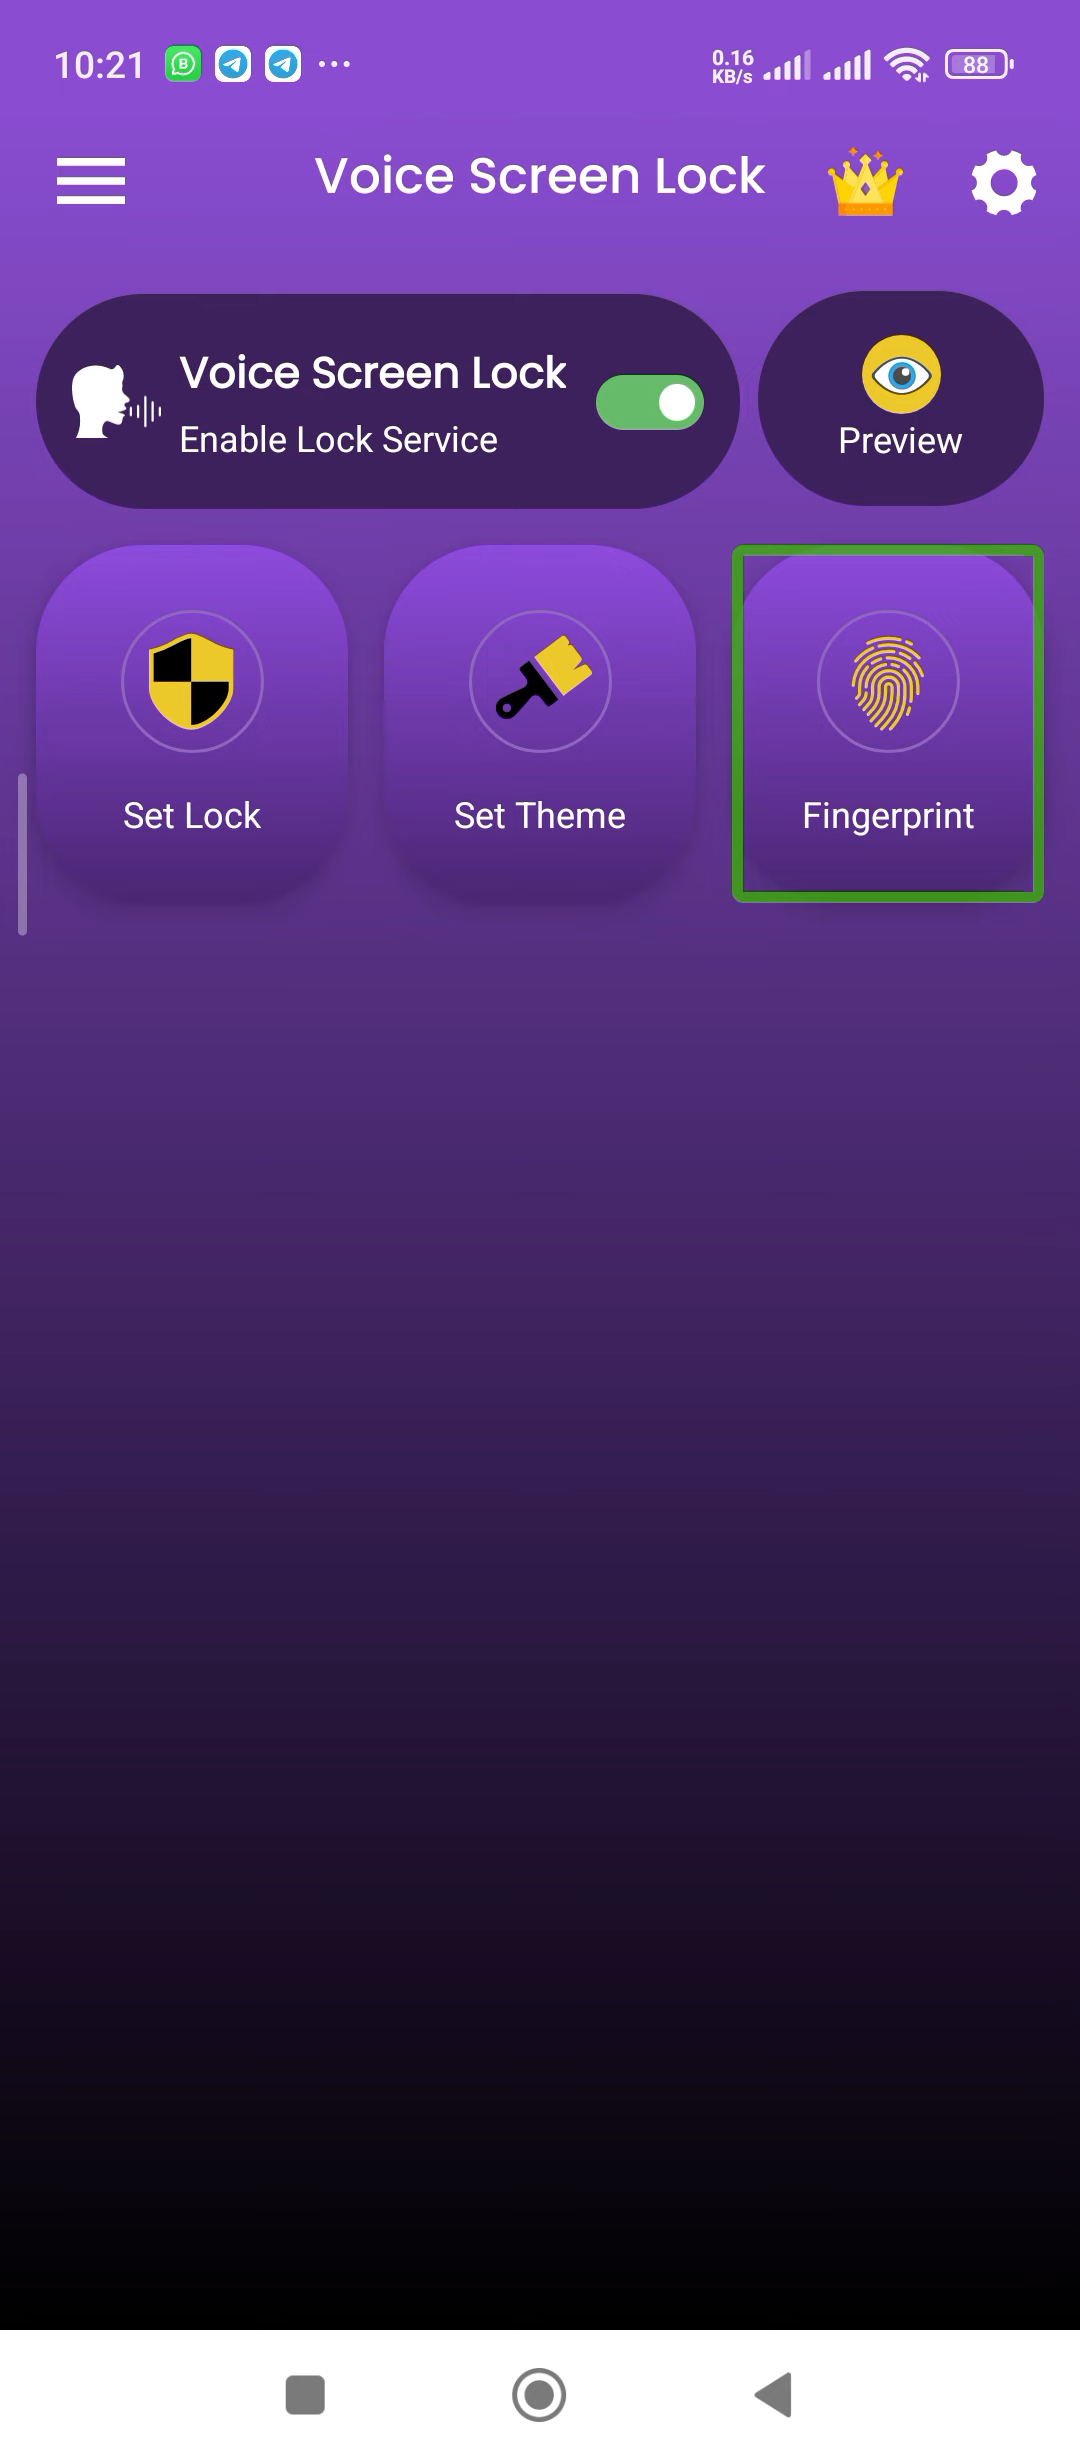 10:21
0.16
KB/s
88
Voice Screen Lock
Voice Screen Lock
Enable Lock Service
Preview
Set Lock
Set Theme
Fingerprint